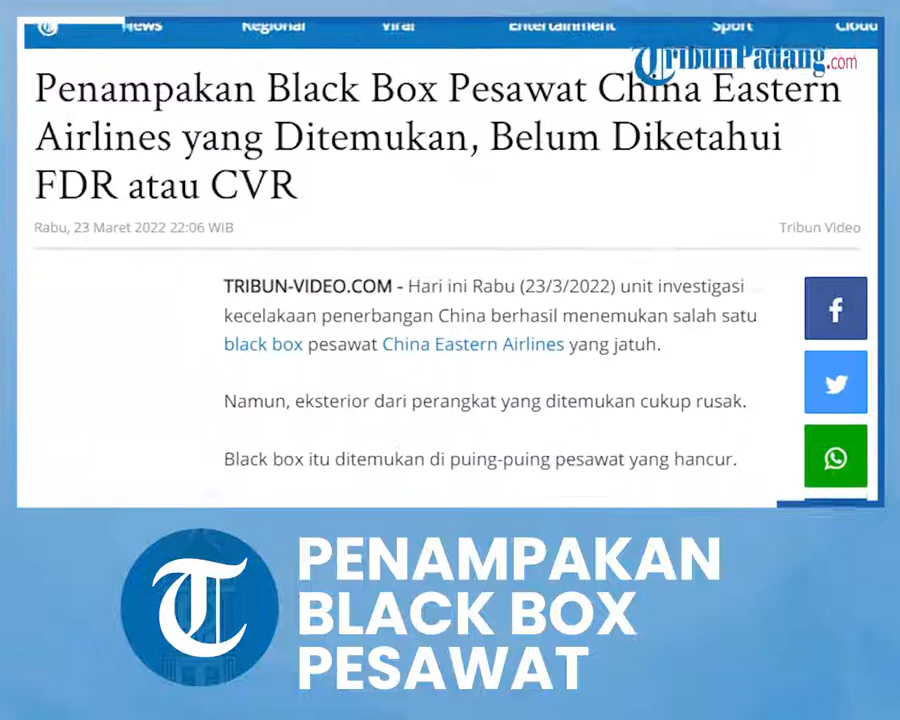 News Regional Viral Entertainment Sport Cloud
TribunPadang.com
Penampakan Black Box Pesawat China Eastern
Airlines yang Ditemukan, Belum Diketahui
FDR atau CVR
Rabu, 23 Maret 2022 22:06 WIB
Tribun Video
TRIBUN-VIDEO.COM - Hari ini Rabu (23/3/2022) unit investigasi
kecelakaan penerbangan China berhasil menemukan salah satu
black box pesawat China Eastern Airlines yang jatuh.
Namun, eksterior dari perangkat yang ditemukan cukup rusak.
Black box itu ditemukan di puing-puing pesawat yang hancur.
T
PENAMPAKAN
BLACK BOX
PESAWAT